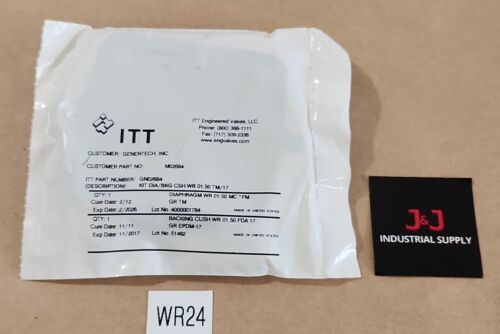 ITT
ITT Engineered Valves, LLC
Phone: (800) 366-1111
Fax: (717) 509-2336
www.engvalves.com
CUSTOMER: GENENTECH, INC.
CUSTOMER PART NO: M02684
ITT PART NUMBER: GN02684
(DESCRIPTION): KIT DIA/BKG CSH WR 01.50 TM/17
QTY: 1 DIAPHRAGM WR 01.50 MC TPM
Cure Date: 2/12 GR TM
Exp Date: 2/2026 Lot No: 4000001784 MADE IN UNITED STATES
QTY: 1 BACKING CUSH WR 01.50 FDA 17
Cure Date: 11/11 GR EPDM-17
Exp Date: 11/2017 Lot No: 51462 MADE IN UNITED STATES
J&J
INDUSTRIAL SUPPLY
WR24